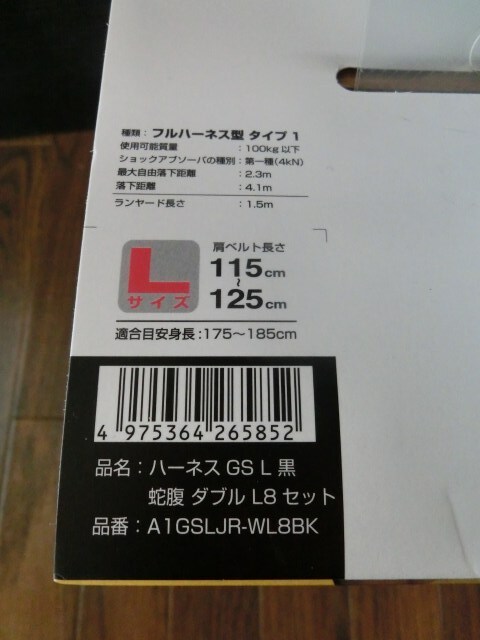 種類：フルハーネス型 タイプ 1
使用可能質量 ：100kg 以下
ショックアブソーバの種別：第一種(4kN)
最大自由落下距離 ：2.3m
落下距離 ：4.1m
ランヤード長さ ：1.5m
L
サイズ
肩ベルト長さ
115cm
～
125cm
適合目安身長：175～185cm
4 975364 265852
品名：ハーネス GS L 黒
蛇腹 ダブル L8 セット
品番：A1GSLJR-WL8BK